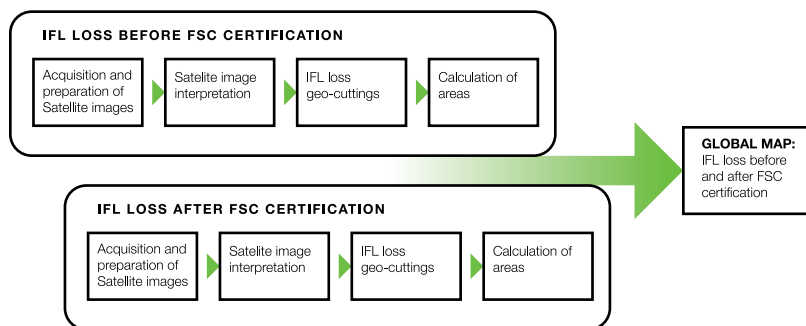 IFL LOSS BEFORE FSC CERTIFICATION
Acquisition and
preparation of
Satellite images
Satelite image
interpretation
IFL loss
geo-cuttings
Calculation of
areas
GLOBAL MAP:
IFL loss before
and after FSC
certification
IFL LOSS AFTER FSC CERTIFICATION
Acquisition and
preparation of
Satellite images
Satelite image
interpretation
IFL loss
geo-cuttings
Calculation of
areas